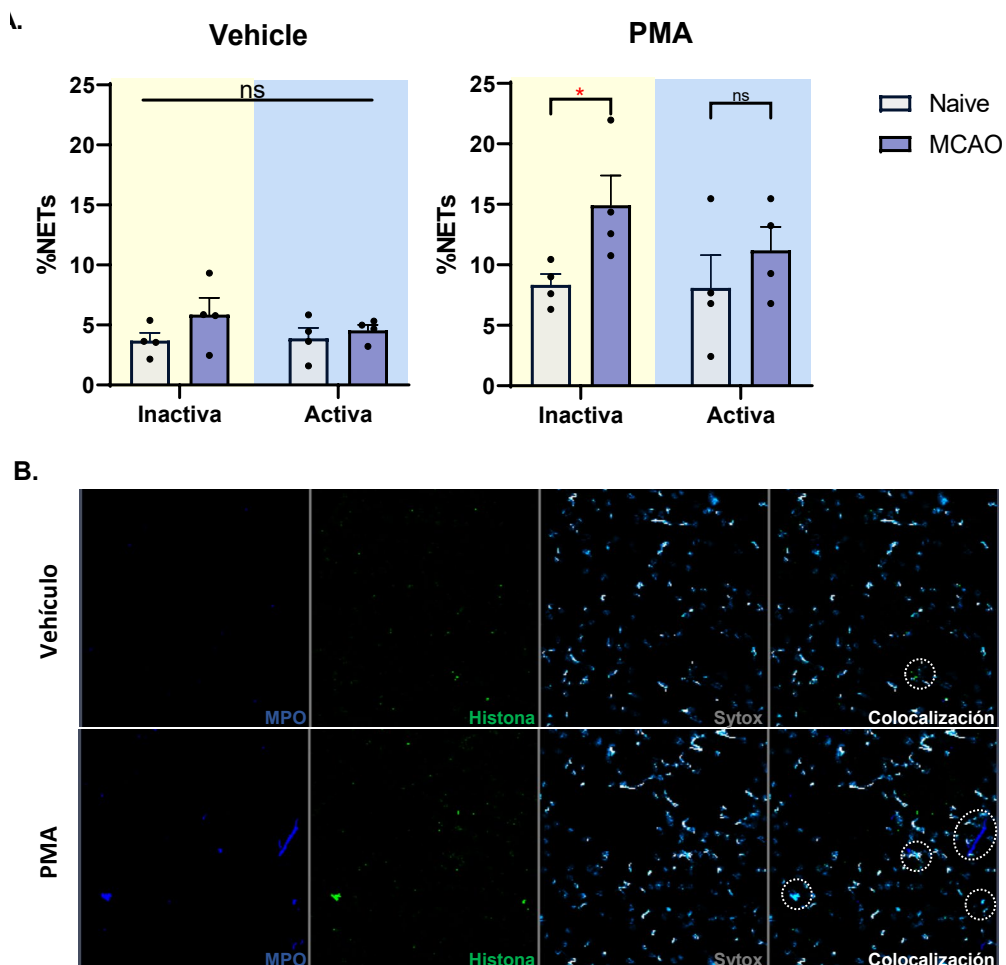 A.
Vehicle
PMA
25
20
15
10
5
0
%NETs
ns
Inactiva
Activa
25
20
15
10
5
0
%NETs
*
ns
Inactiva
Activa
Naive
MCAO
B.
Vehículo
MPO
Histona
Sytox
Colocalización
PMA
MPO
Histona
Sytox
Colocalización